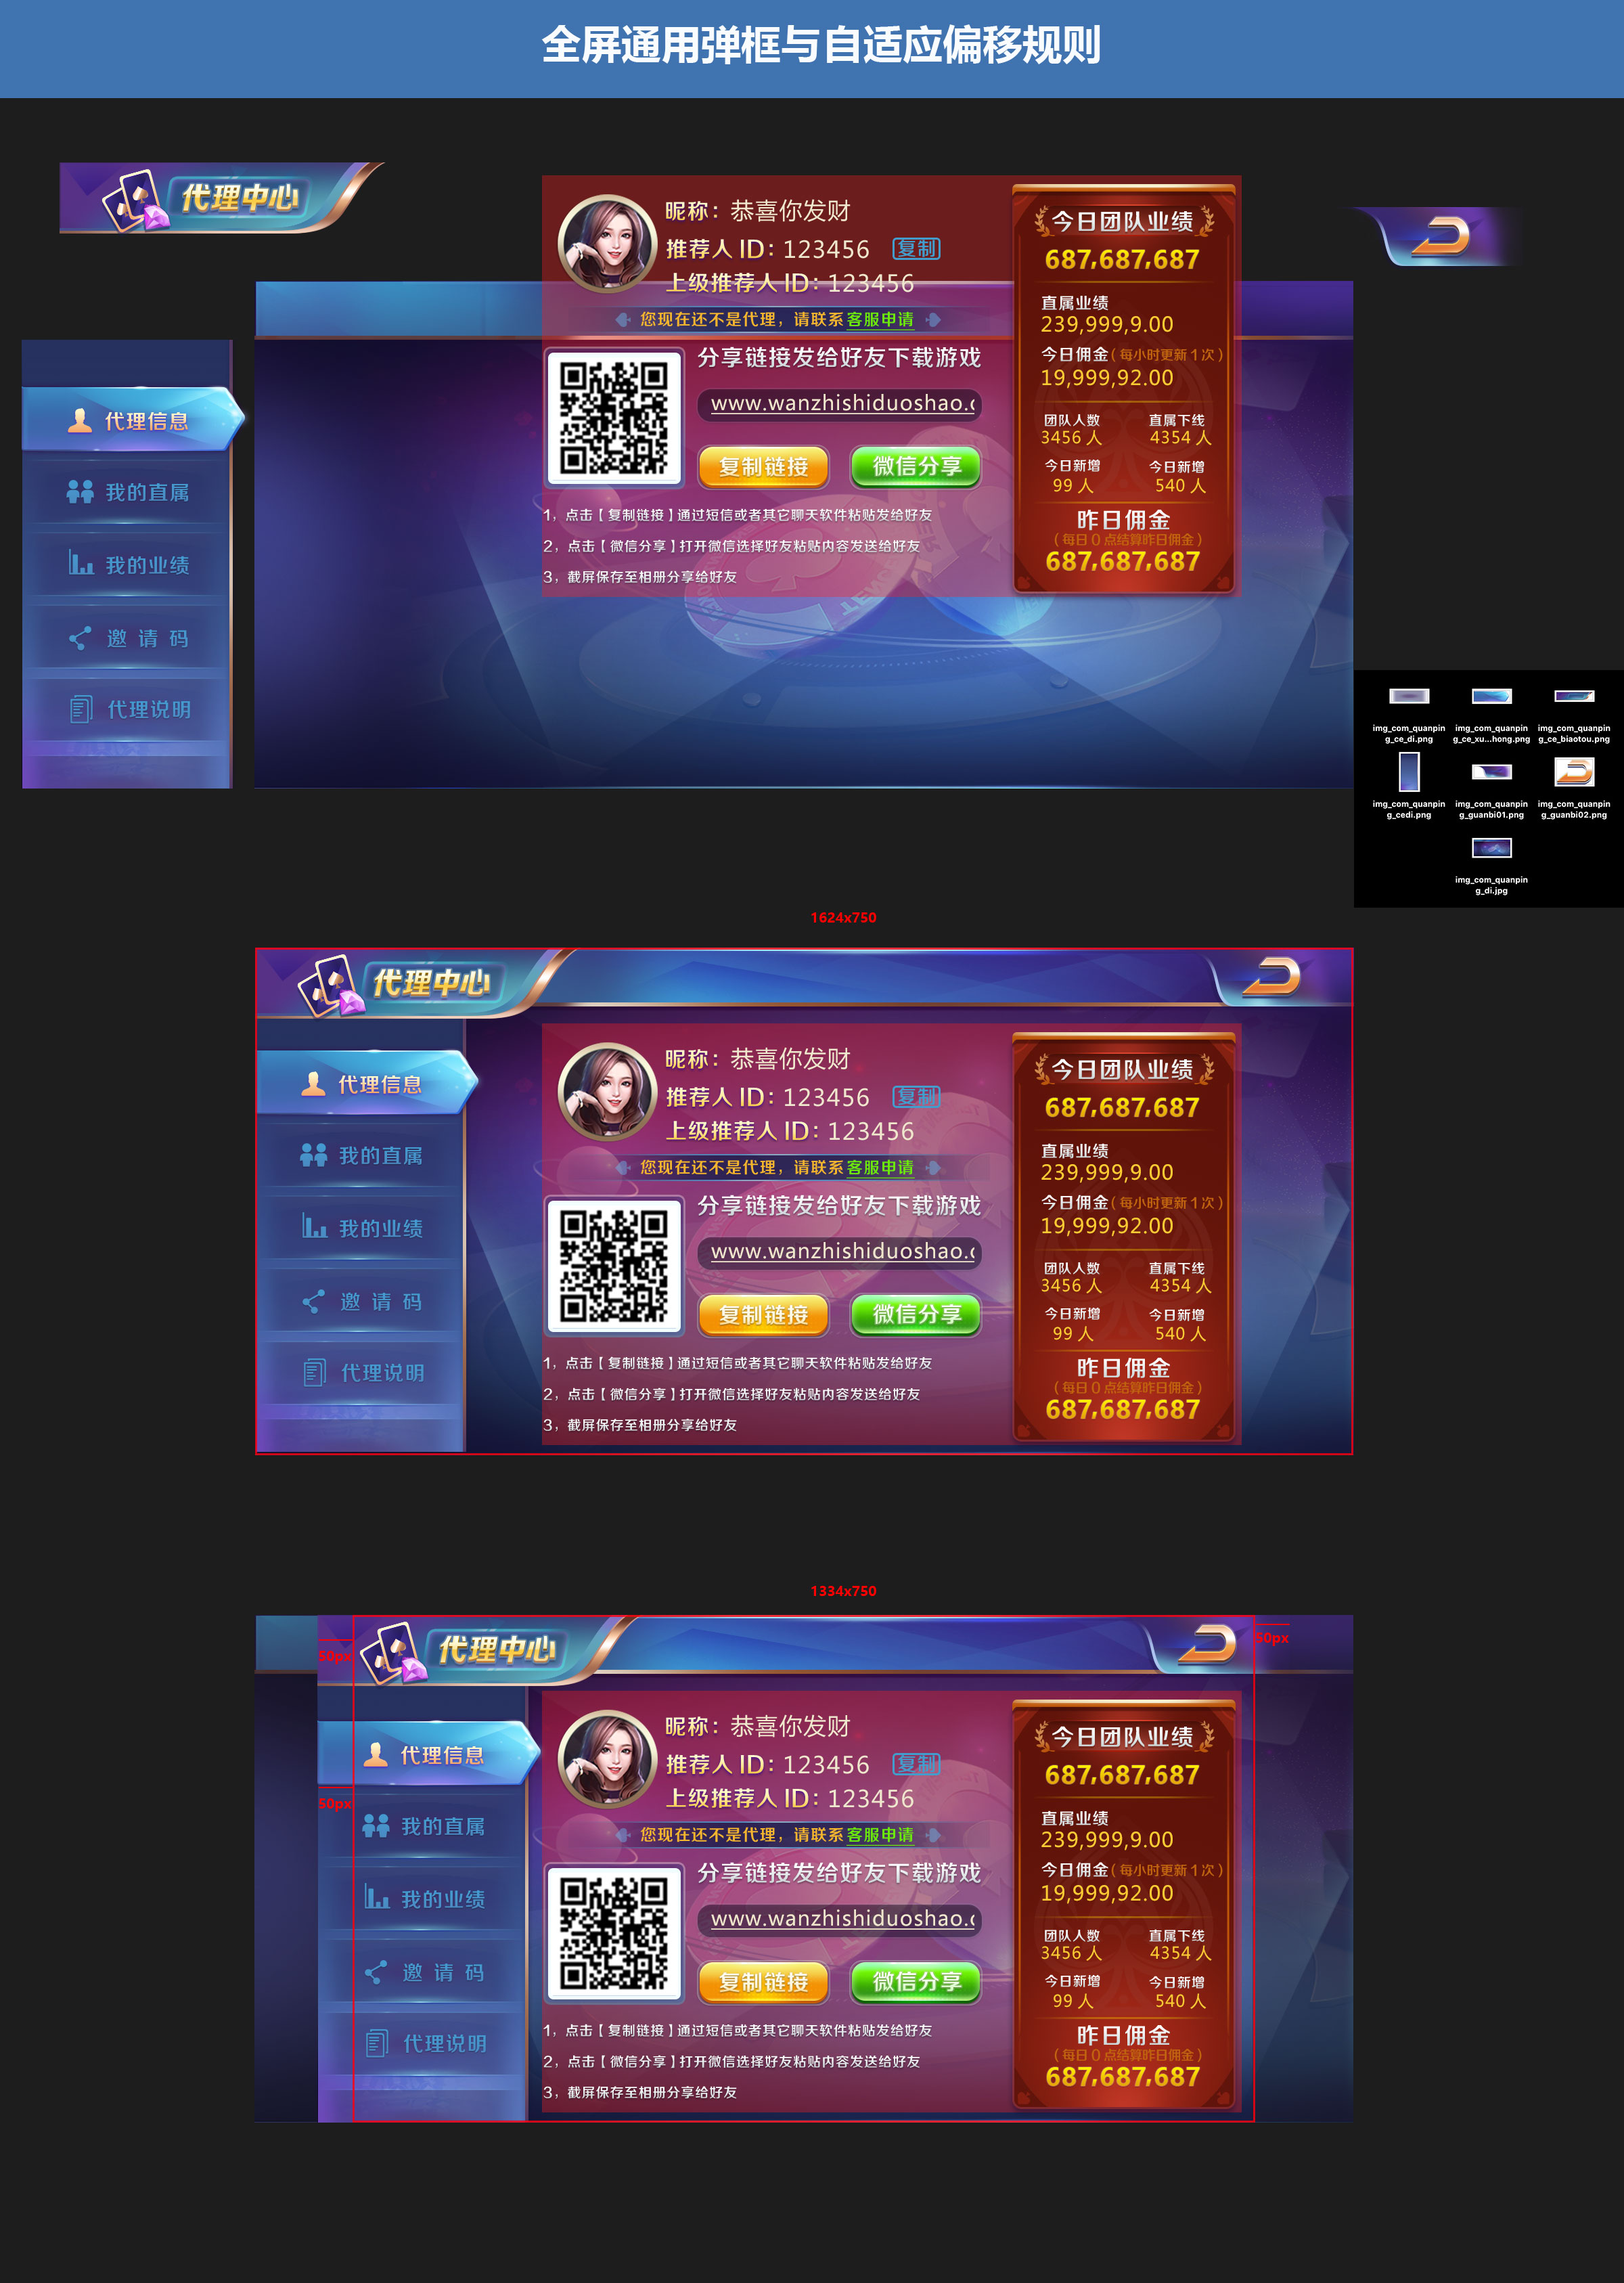 全屏通用弹框与自适应偏移规则
代理中心
昵称：恭喜你发财
推荐人 ID：123456 复制
上级推荐人 ID：123456
您现在还不是代理，请联系 客服申请
分享链接发给好友下载游戏
www.wanzhishiduoshao.c
复制链接 微信分享
1，点击【复制链接】通过短信或者其它聊天软件粘贴发给好友
2，点击【微信分享】打开微信选择好友粘贴内容发送给好友
3，截屏保存至相册分享给好友
今日团队业绩
687,687,687
直属业绩
239,999,9.00
今日佣金（每小时更新1次）
19,999,92.00
团队人数 直属下线
3456 人 4354 人
今日新增 今日新增
99 人 540 人
昨日佣金
（每日0点结算昨日佣金）
687,687,687
代理信息
我的直属
我的业绩
邀请码
代理说明
img_com_quanpin img_com_quanpin img_com_quanpin
g_ce_di.png g_ce_xu...hong.png g_ce_biaotou.png
img_com_quanpin img_com_quanpin img_com_quanpin
g_cedi.png g_guanbi01.png g_guanbi02.png
img_com_quanpin
g_di.jpg
1624x750
代理中心
代理信息
我的直属
我的业绩
邀请码
代理说明
昵称：恭喜你发财
推荐人 ID：123456 复制
上级推荐人 ID：123456
您现在还不是代理，请联系 客服申请
分享链接发给好友下载游戏
www.wanzhishiduoshao.c
复制链接 微信分享
1，点击【复制链接】通过短信或者其它聊天软件粘贴发给好友
2，点击【微信分享】打开微信选择好友粘贴内容发送给好友
3，截屏保存至相册分享给好友
今日团队业绩
687,687,687
直属业绩
239,999,9.00
今日佣金（每小时更新1次）
19,999,92.00
团队人数 直属下线
3456 人 4354 人
今日新增 今日新增
99 人 540 人
昨日佣金
（每日0点结算昨日佣金）
687,687,687
1334x750
50px
代理中心
50px
代理信息
50px
我的直属
我的业绩
邀请码
代理说明
昵称：恭喜你发财
推荐人 ID：123456 复制
上级推荐人 ID：123456
您现在还不是代理，请联系 客服申请
分享链接发给好友下载游戏
www.wanzhishiduoshao.c
复制链接 微信分享
1，点击【复制链接】通过短信或者其它聊天软件粘贴发给好友
2，点击【微信分享】打开微信选择好友粘贴内容发送给好友
3，截屏保存至相册分享给好友
今日团队业绩
687,687,687
直属业绩
239,999,9.00
今日佣金（每小时更新1次）
19,999,92.00
团队人数 直属下线
3456 人 4354 人
今日新增 今日新增
99 人 540 人
昨日佣金
（每日0点结算昨日佣金）
687,687,687